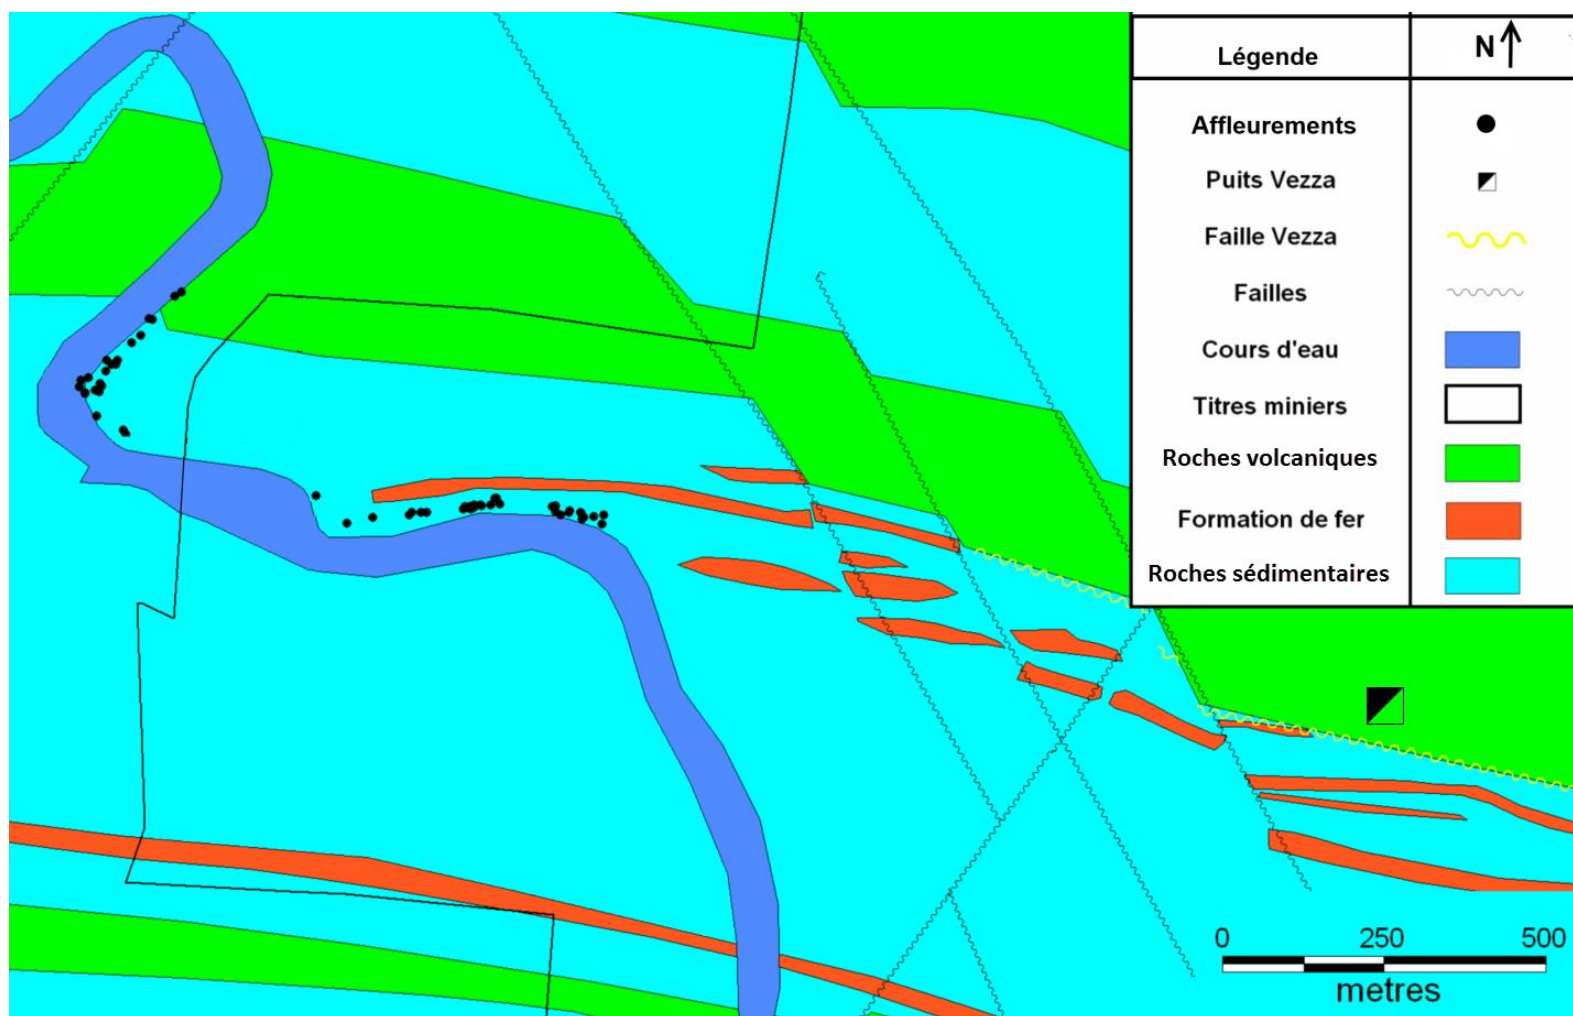 Légende
N
Affleurements
Puits Vezza
Faille Vezza
Failles
Cours d'eau
Titres miniers
Roches volcaniques
Formation de fer
Roches sédimentaires
0 250 500
metres